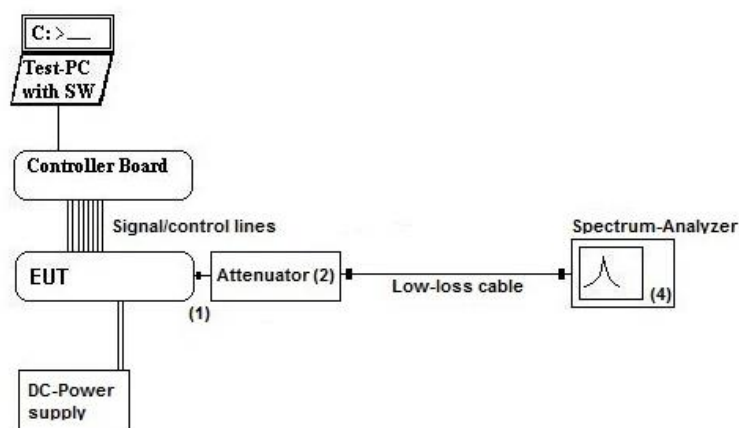 C: >__
Test-PC
with SW
Controller Board
Signal/control lines
Spectrum-Analyzer
EUT
Attenuator (2)
Low-loss cable
(4)
(1)
DC-Power
supply